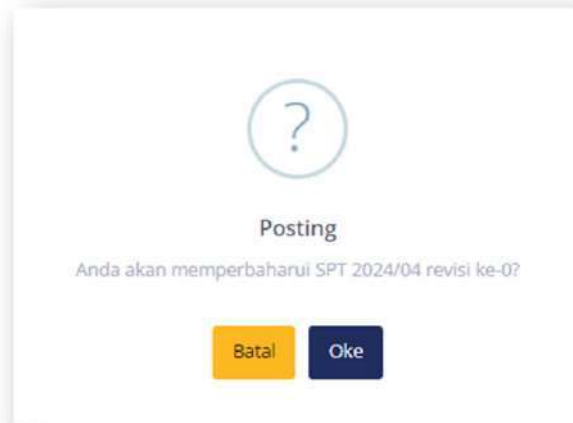 ?
Posting
Anda akan memperbaharui SPT 2024/04 revisi ke-0?
Batal Oke